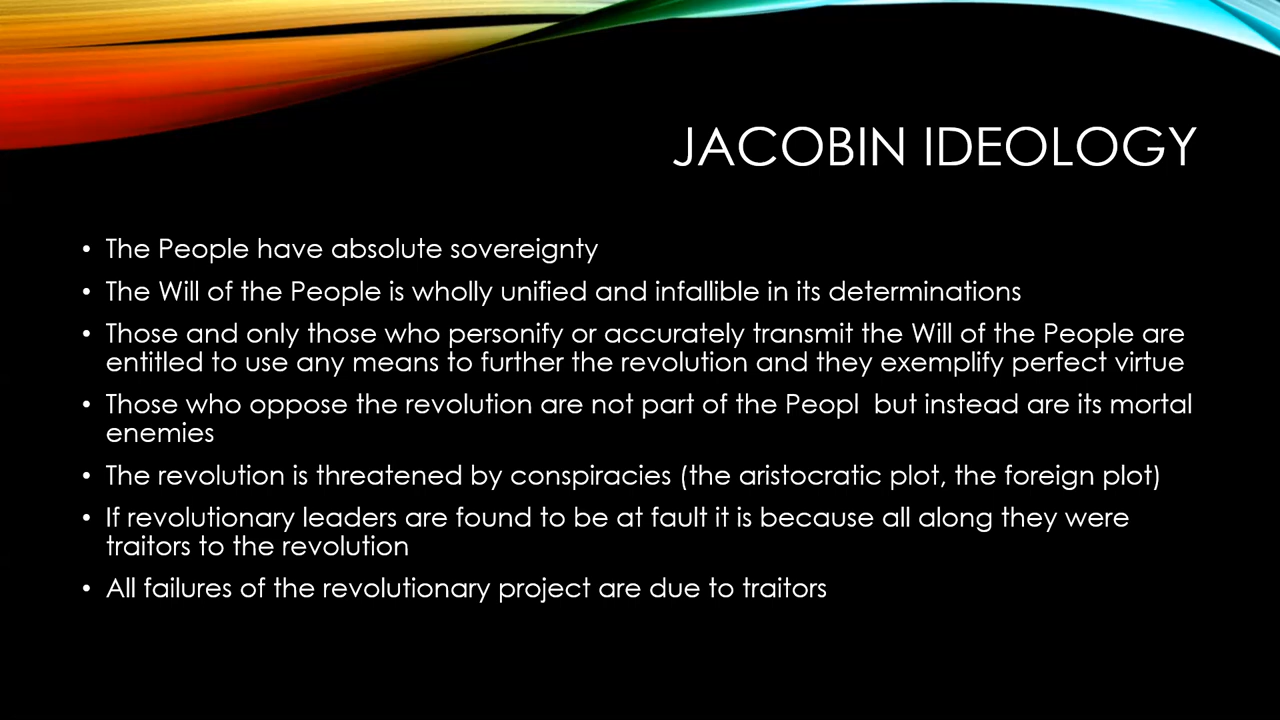 JACOBIN IDEOLOGY
• The People have absolute sovereignty
• The Will of the People is wholly unified and infallible in its determinations
• Those and only those who personify or accurately transmit the Will of the People are
entitled to use any means to further the revolution and they exemplify perfect virtue
• Those who oppose the revolution are not part of the Peopl  but instead are its mortal
enemies
• The revolution is threatened by conspiracies (the aristocratic plot, the foreign plot)
• If revolutionary leaders are found to be at fault it is because all along they were
traitors to the revolution
• All failures of the revolutionary project are due to traitors